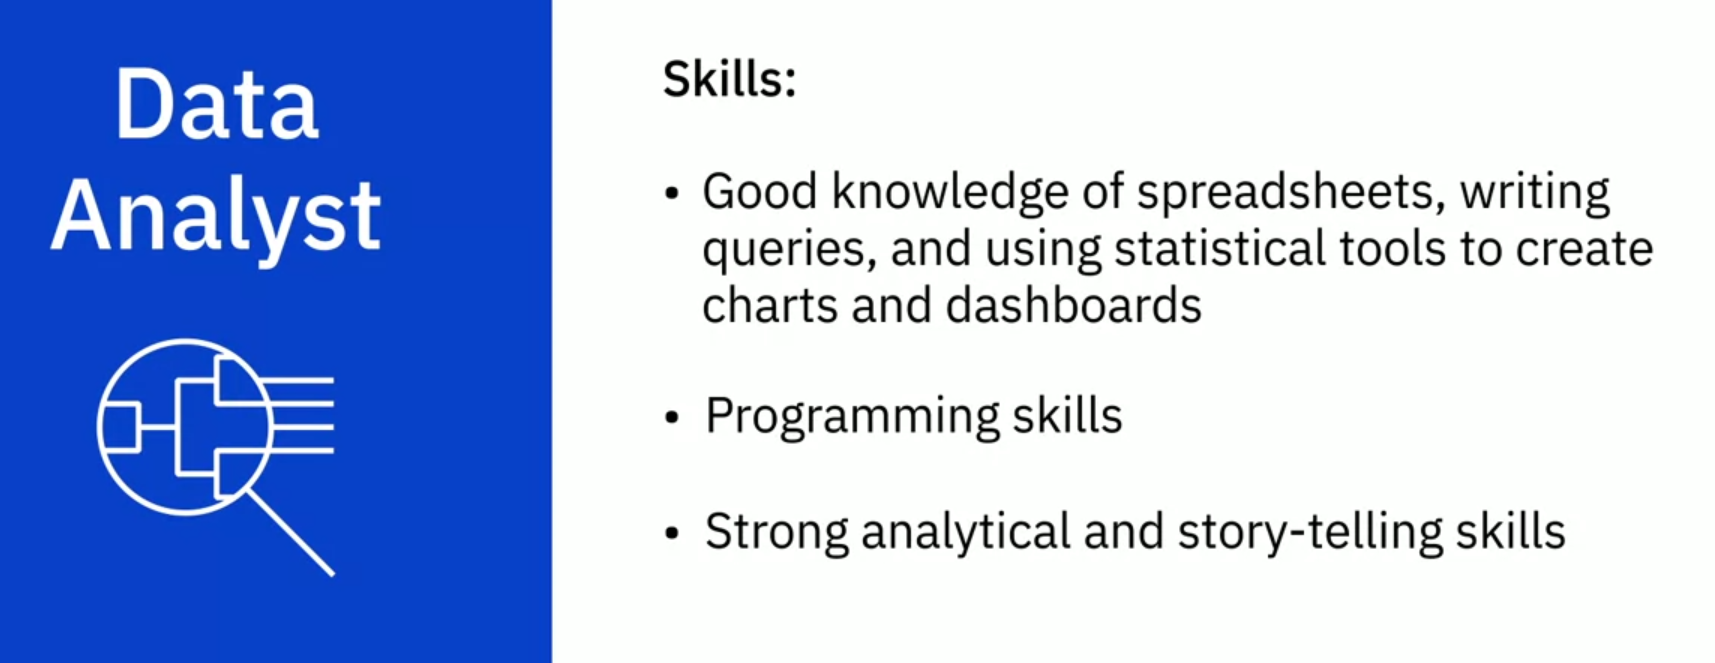 Data
Analyst
Skills:
• Good knowledge of spreadsheets, writing
queries, and using statistical tools to create
charts and dashboards
• Programming skills
• Strong analytical and story-telling skills